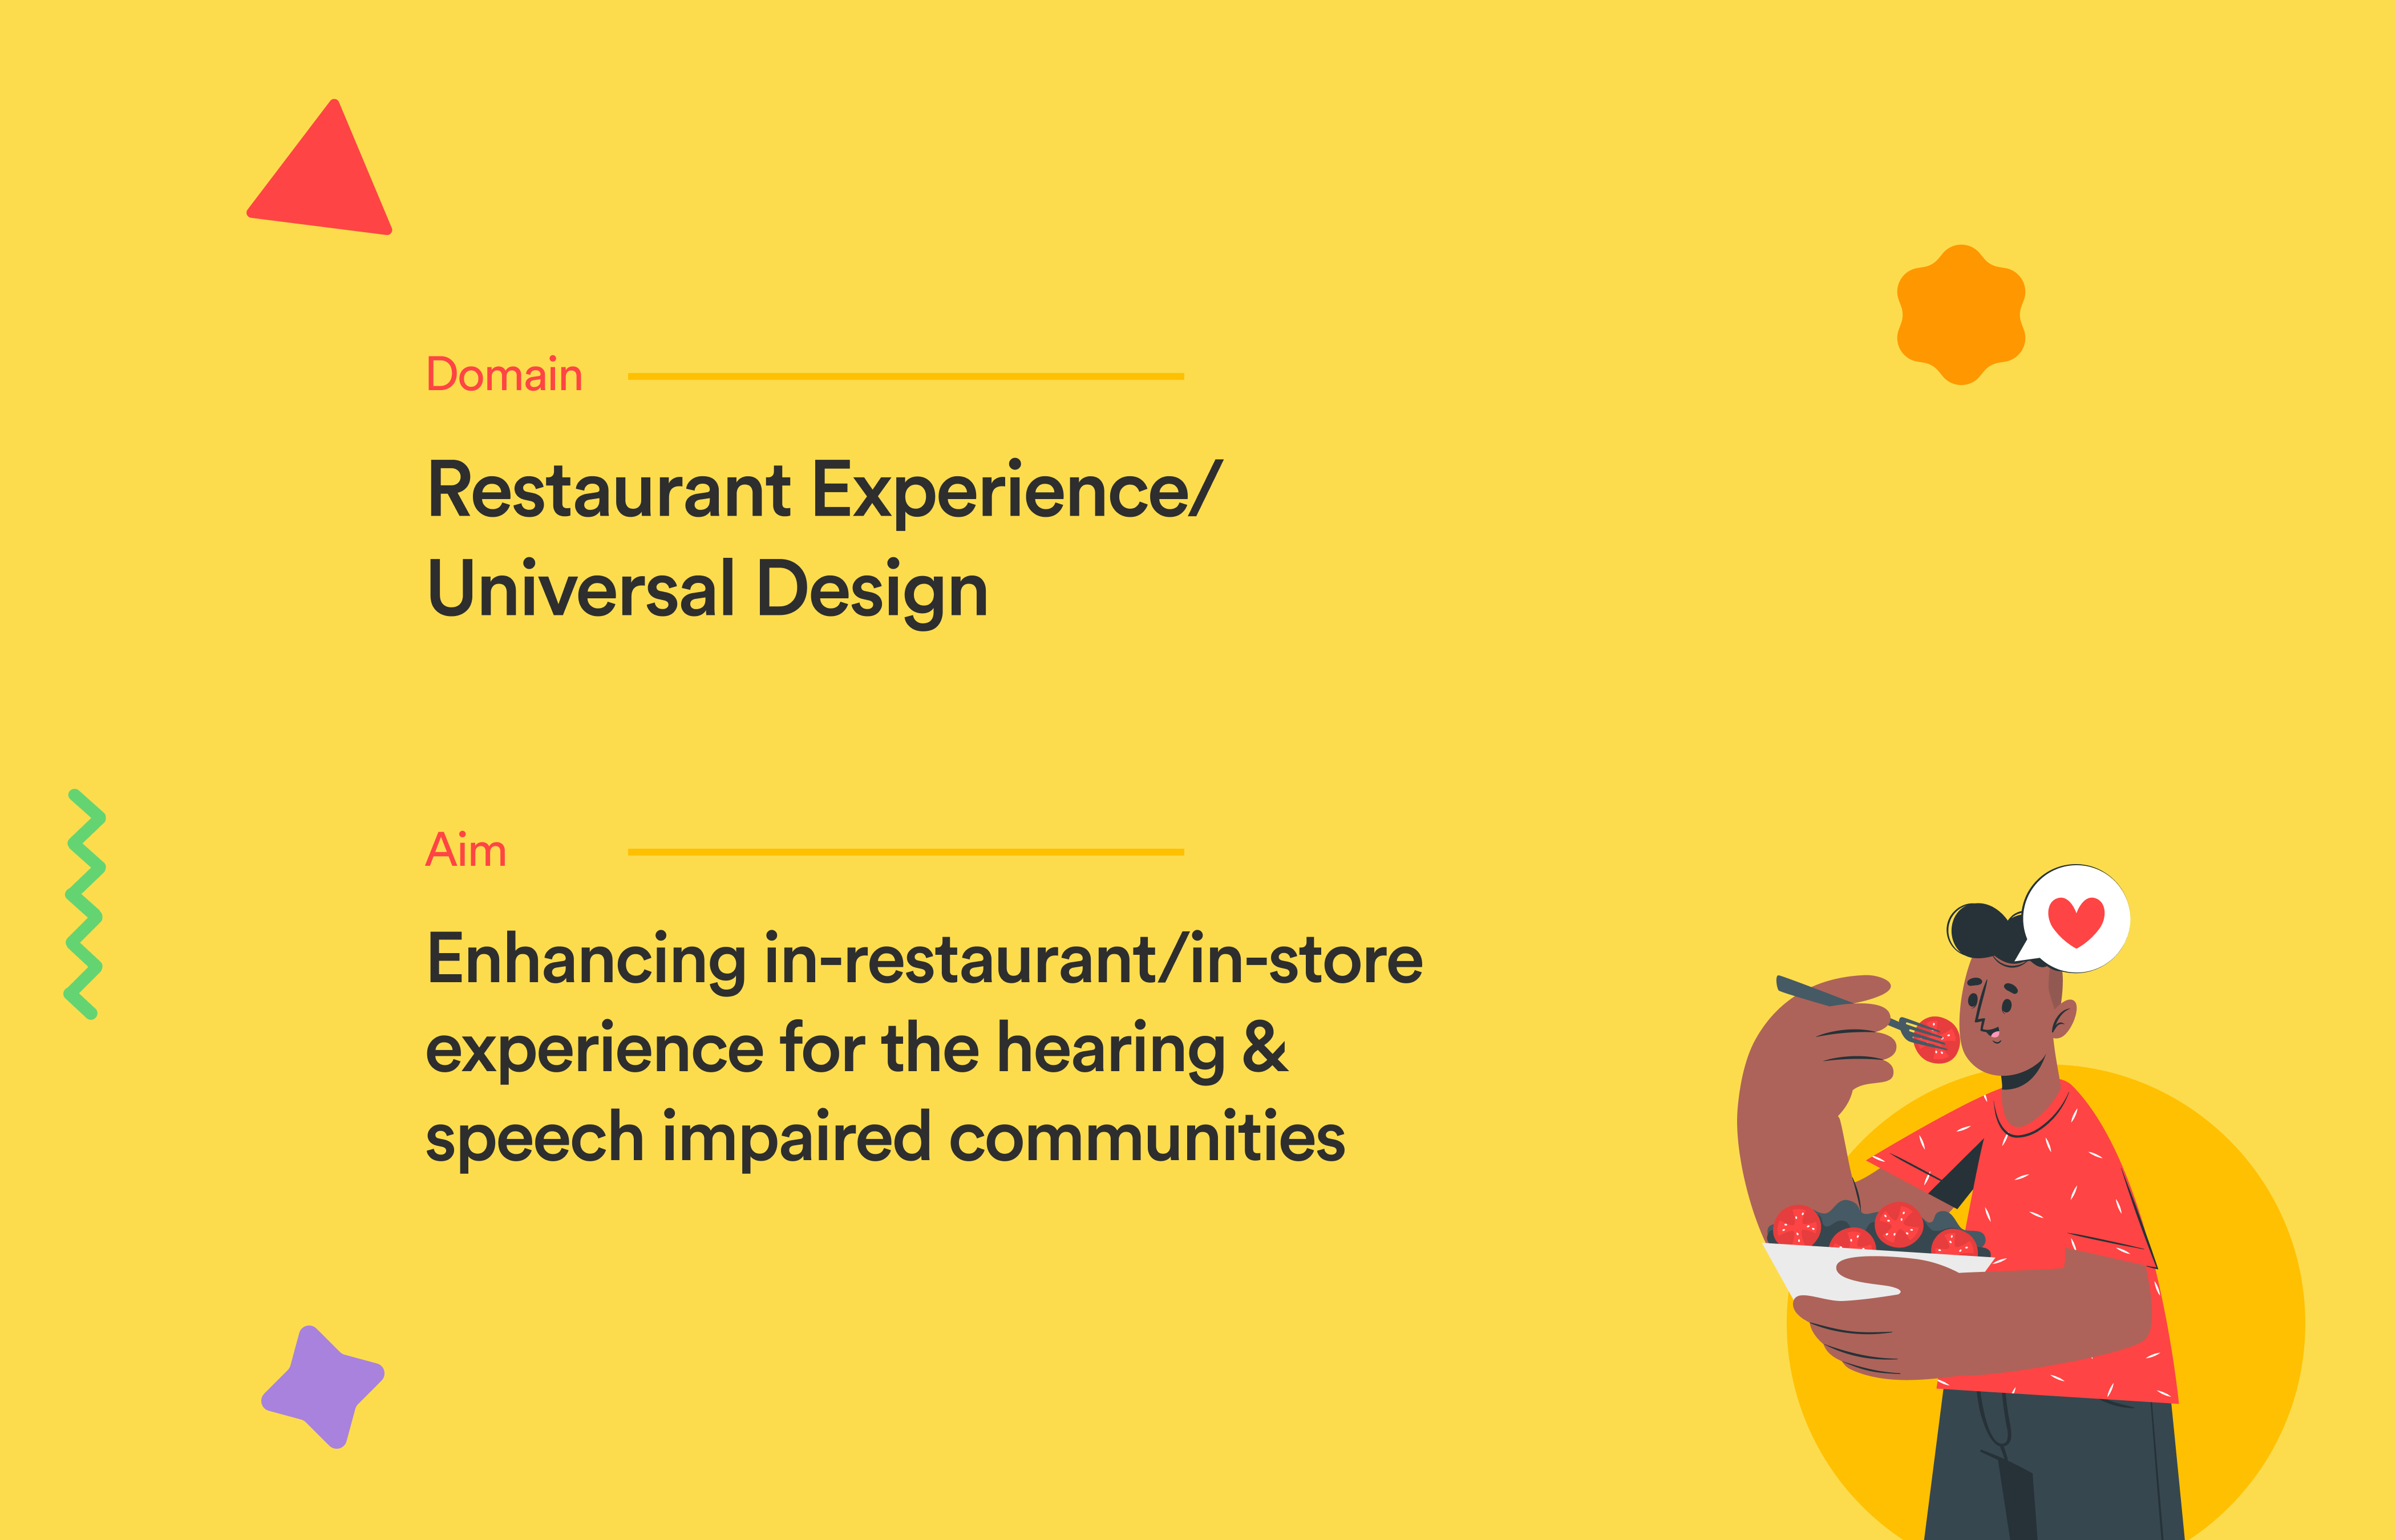 Domain
Restaurant Experience/
Universal Design
Aim
Enhancing in-restaurant/in-store
experience for the hearing &
speech impaired communities